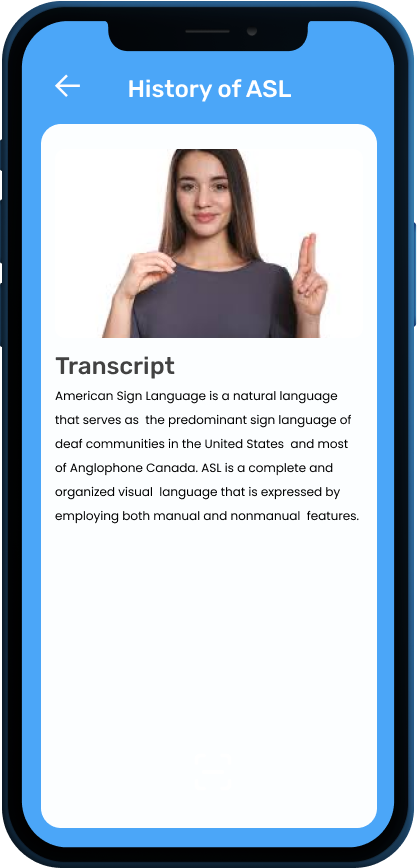 History of ASL
Transcript
American Sign Language is a natural language
that serves as  the predominant sign language of
deaf communities in the United States  and most
of Anglophone Canada. ASL is a complete and
organized visual  language that is expressed by
employing both manual and nonmanual  features.